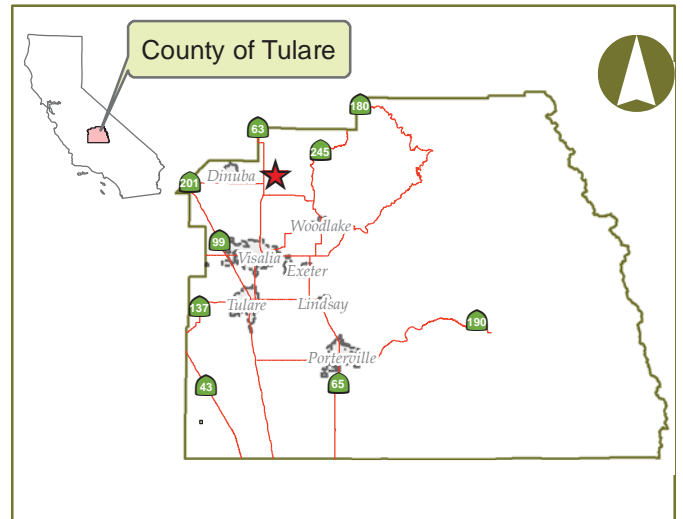 County of Tulare
180
63
245
Dinuba
201
Woodlake
99
Visalia
Exeter
137
Tulare
Lindsay
190
Porterville
43
65